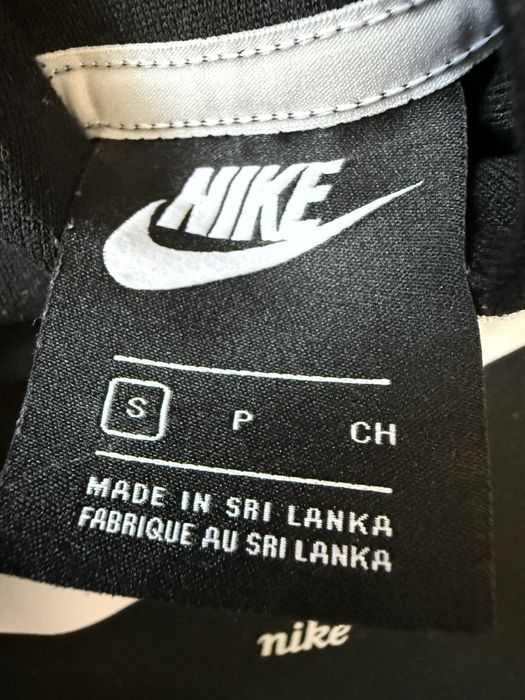 NIKE
S P CH
MADE IN SRI LANKA
FABRIQUE AU SRI LANKA
nike